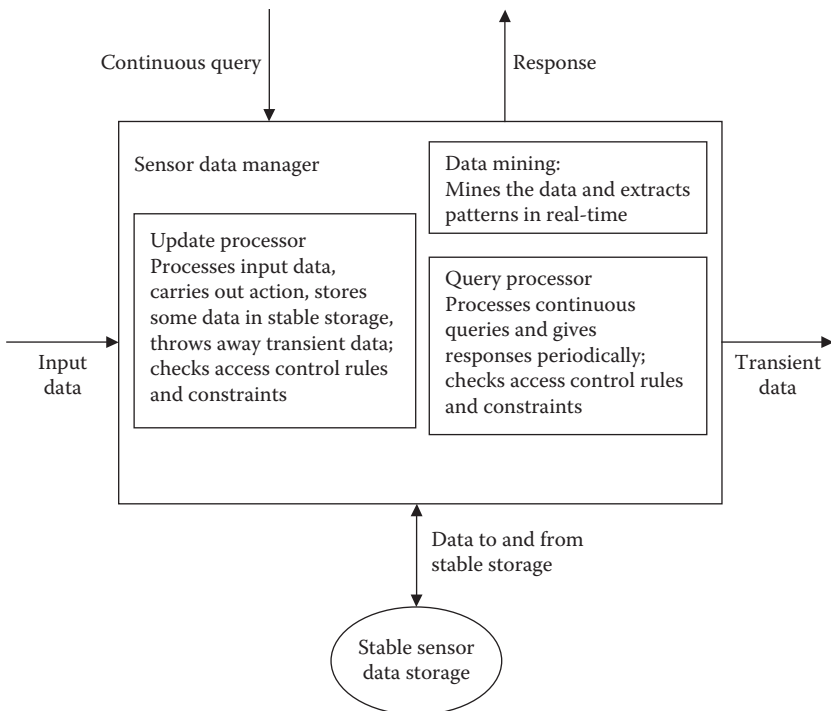 Continuous query
Response
Sensor data manager
Data mining:
Mines the data and extracts
patterns in real-time
Update processor
Processes input data,
carries out action, stores
some data in stable storage,
throws away transient data;
checks access control rules
and constraints
Query processor
Processes continuous
queries and gives
responses periodically;
checks access control rules
and constraints
Input
data
Transient
data
Data to and from
stable storage
Stable sensor
data storage